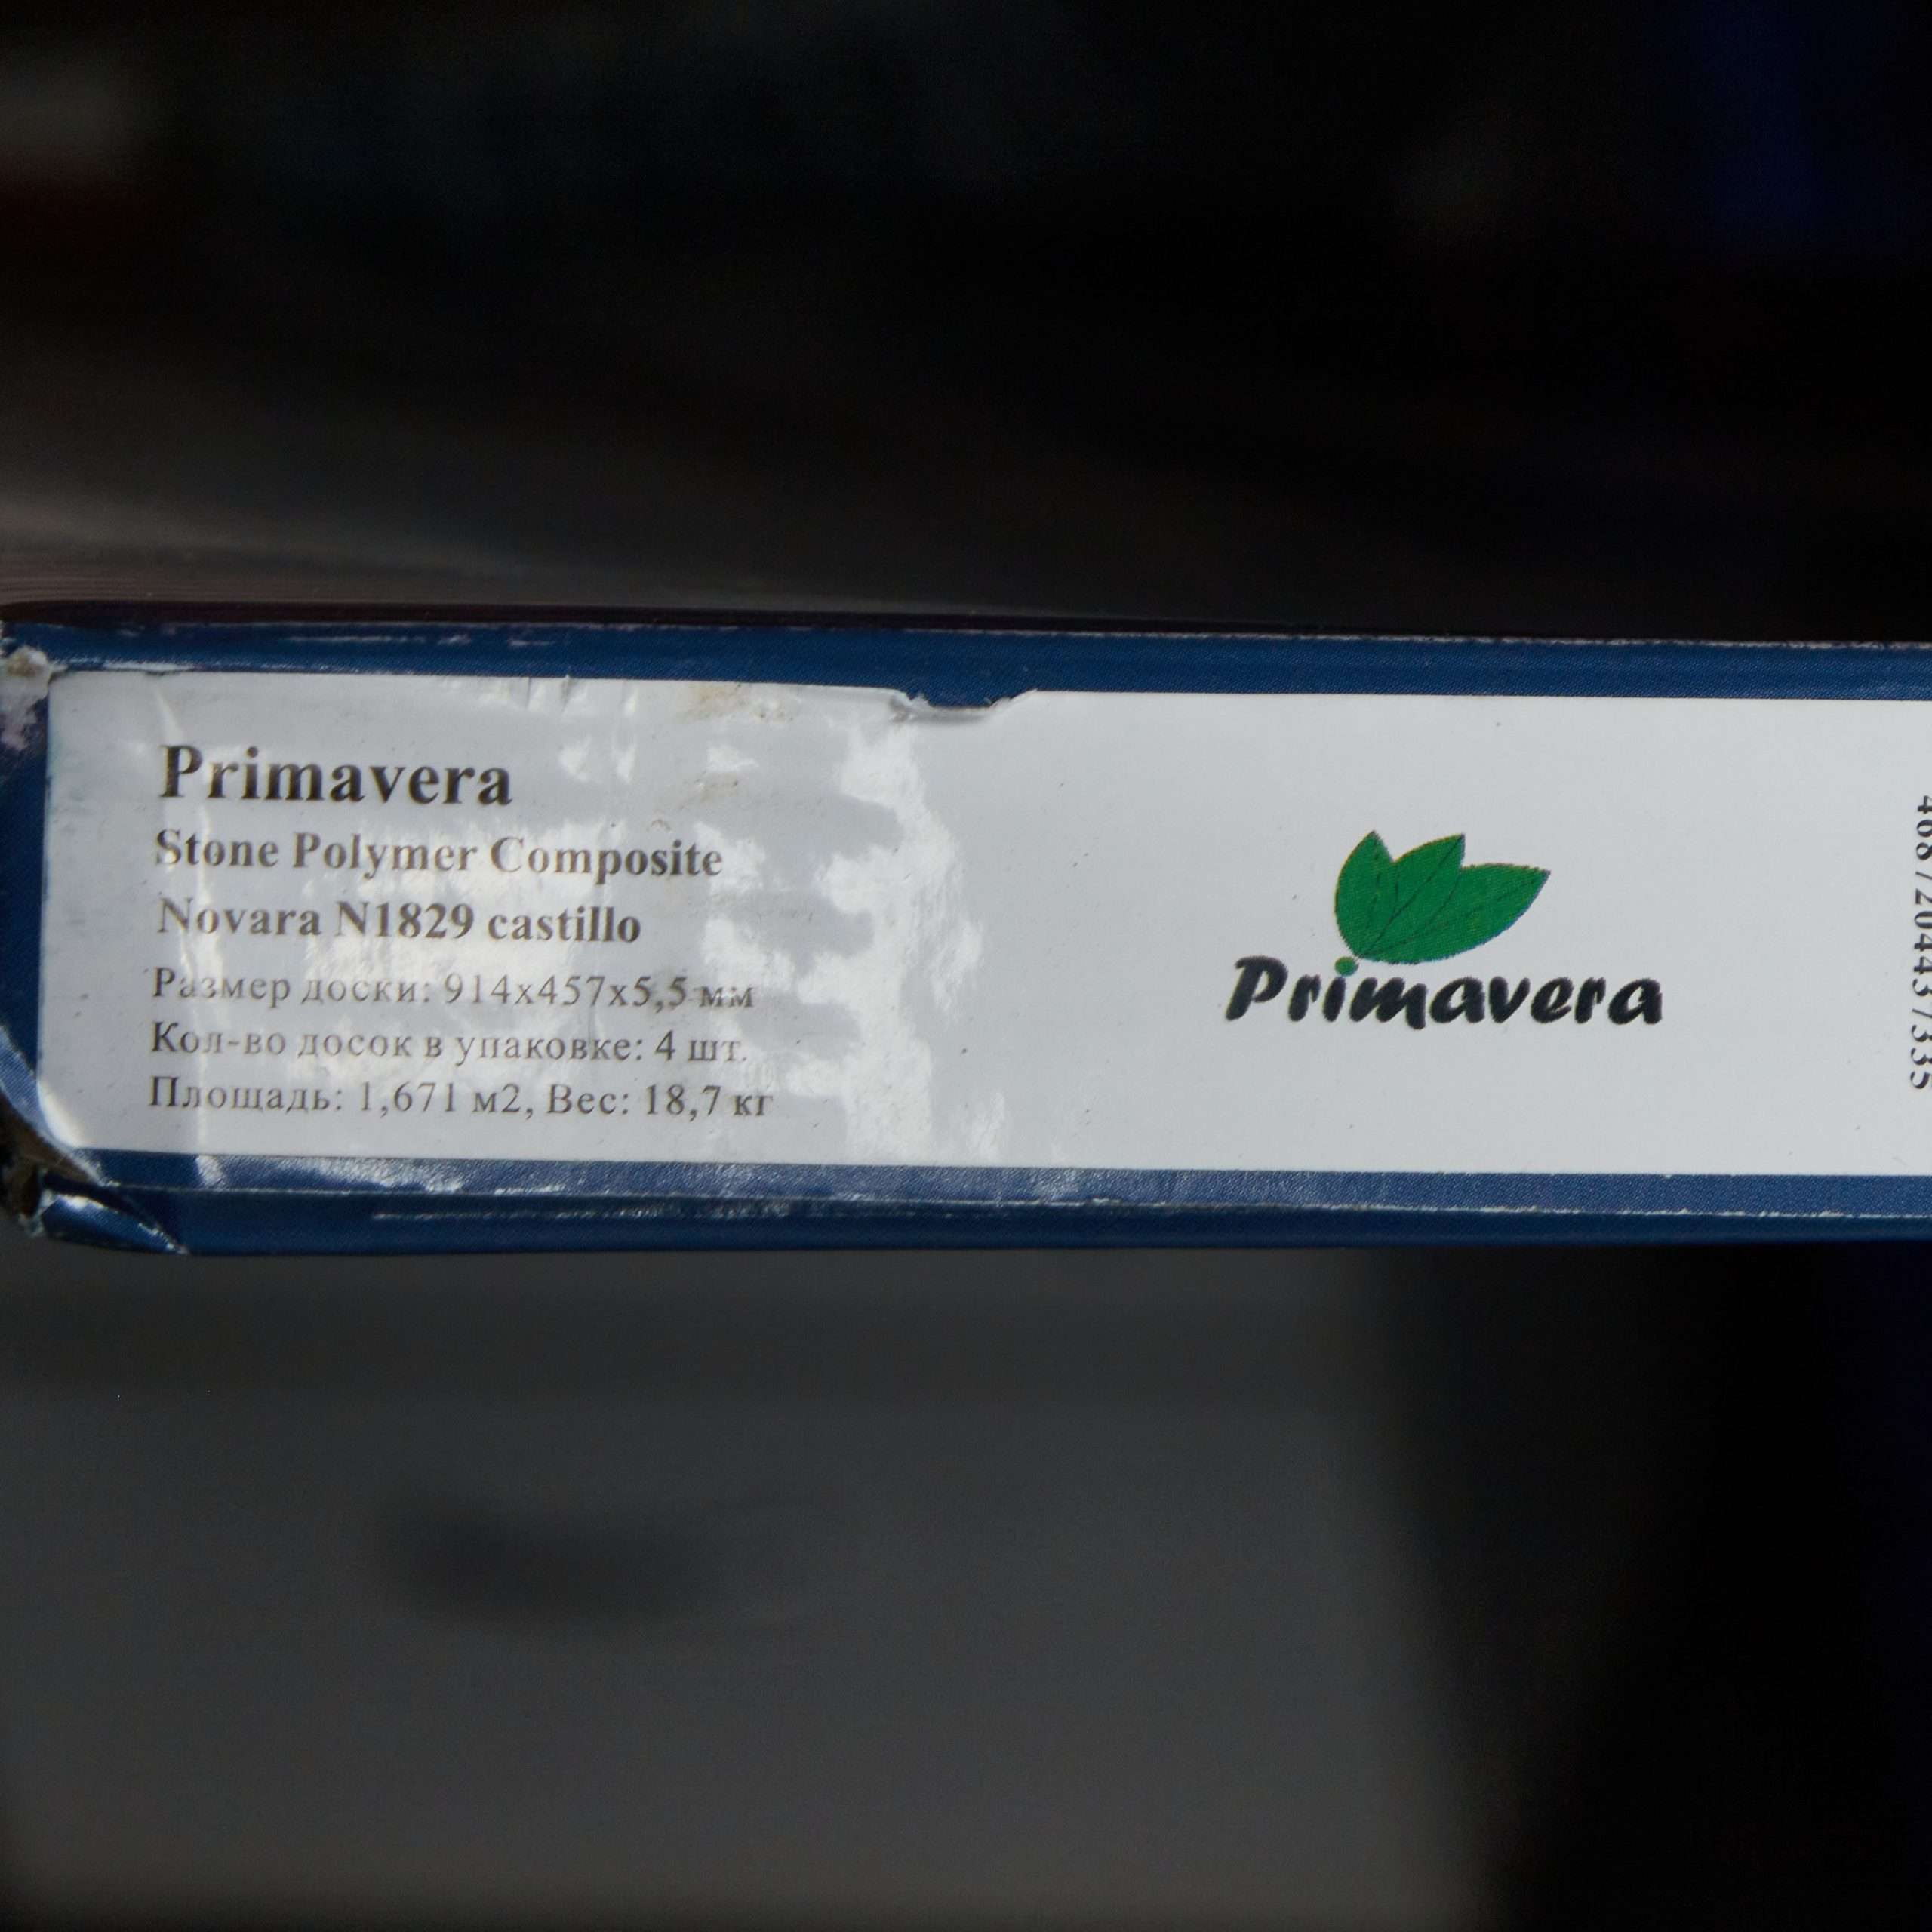 Primavera
Stone Polymer Composite
Novara N1829 castillo
Размер доски: 914x457x5,5 мм
Кол-во досок в упаковке: 4 шт.
Площадь: 1,671 м2, Вес: 18,7 кг
Primavera